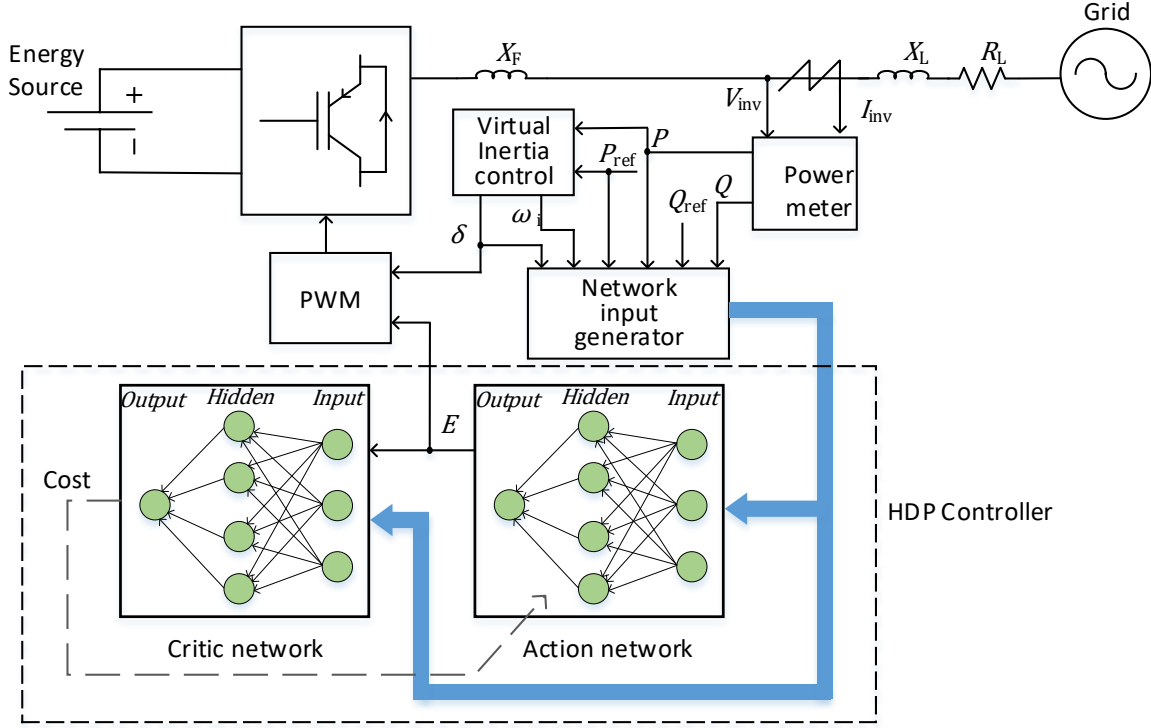 Grid
Energy
Source
+
−
X_F
X_L
R_L
V_inv
I_inv
Virtual
Inertia
control
P
P_ref
Power
meter
Q
Q_ref
ω_i
δ
PWM
Network
input
generator
Output
Hidden
Input
Output
Hidden
Input
E
Cost
HDP Controller
Critic network
Action network